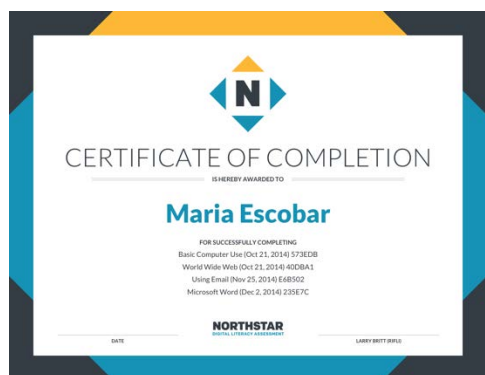 N
CERTIFICATE OF COMPLETION
IS HEREBY AWARDED TO
Maria Escobar
FOR SUCCESSFULLY COMPLETING
Basic Computer Use (Oct 21, 2014) 573EDB
World Wide Web (Oct 21, 2014) 40DBA1
Using Email (Nov 25, 2014) E6B502
Microsoft Word (Dec 2, 2014) 235E7C
NORTHSTAR
DIGITAL LITERACY ASSESSMENT
DATE
LARRY BRITT (RIFLI)